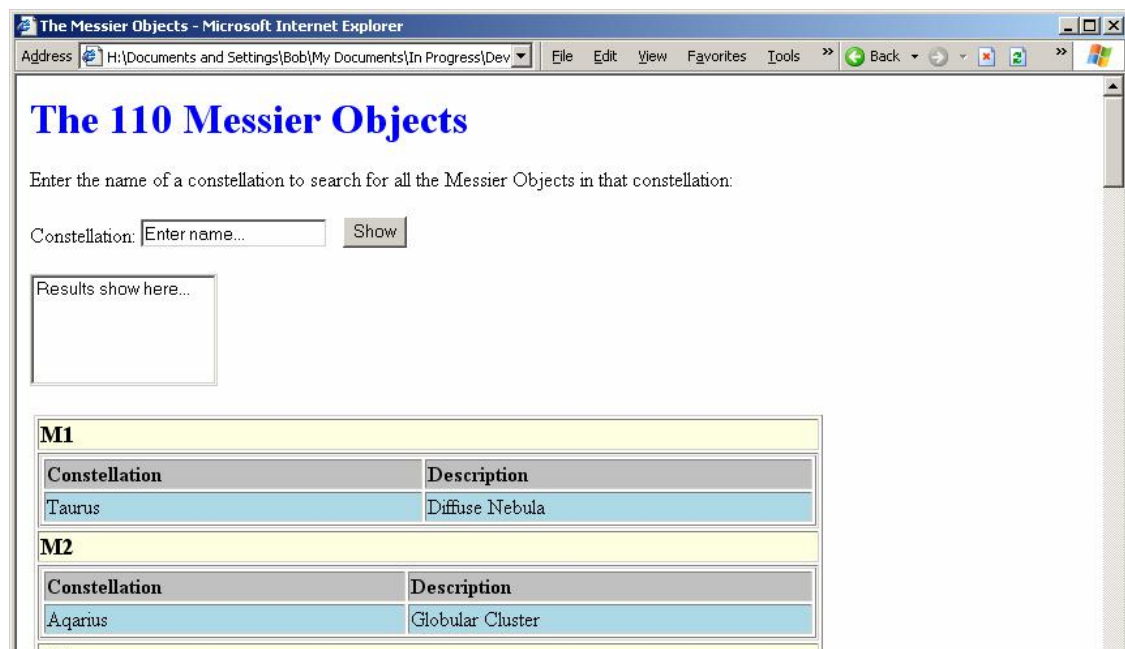 The Messier Objects - Microsoft Internet Explorer
Address H:\Documents and Settings\Bob\My Documents\In Progress\Dev File Edit View Favorites Tools » Back »
The 110 Messier Objects
Enter the name of a constellation to search for all the Messier Objects in that constellation:
Constellation: Enter name... Show
Results show here...
M1
Constellation Description
Taurus Diffuse Nebula
M2
Constellation Description
Aqarius Globular Cluster